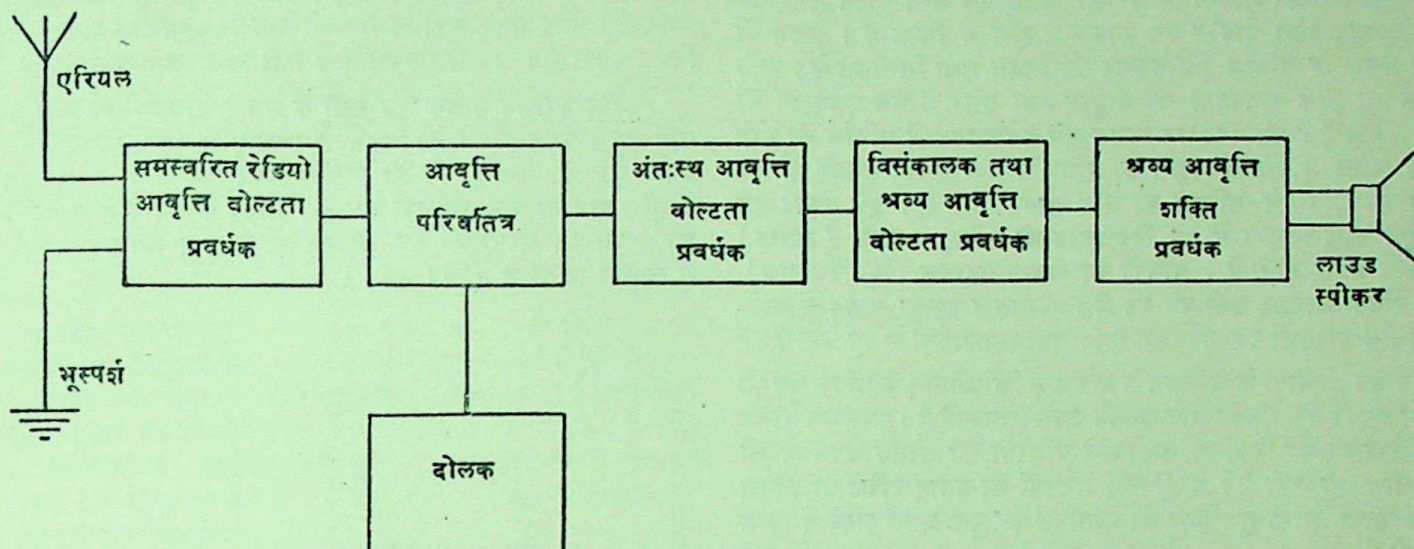 एरियल
समस्वरित रेडियो
आवृत्ति वोल्टता
प्रवर्धक
आवृत्ति
परिवर्तित्र
अंतःस्थ आवृत्ति
वोल्टता
प्रवर्धक
विसंकालक तथा
श्रव्य आवृत्ति
वोल्टता प्रवर्धक
श्रव्य आवृत्ति
शक्ति
प्रवर्धक
लाउड
स्पीकर
भूस्पर्श
दोलक